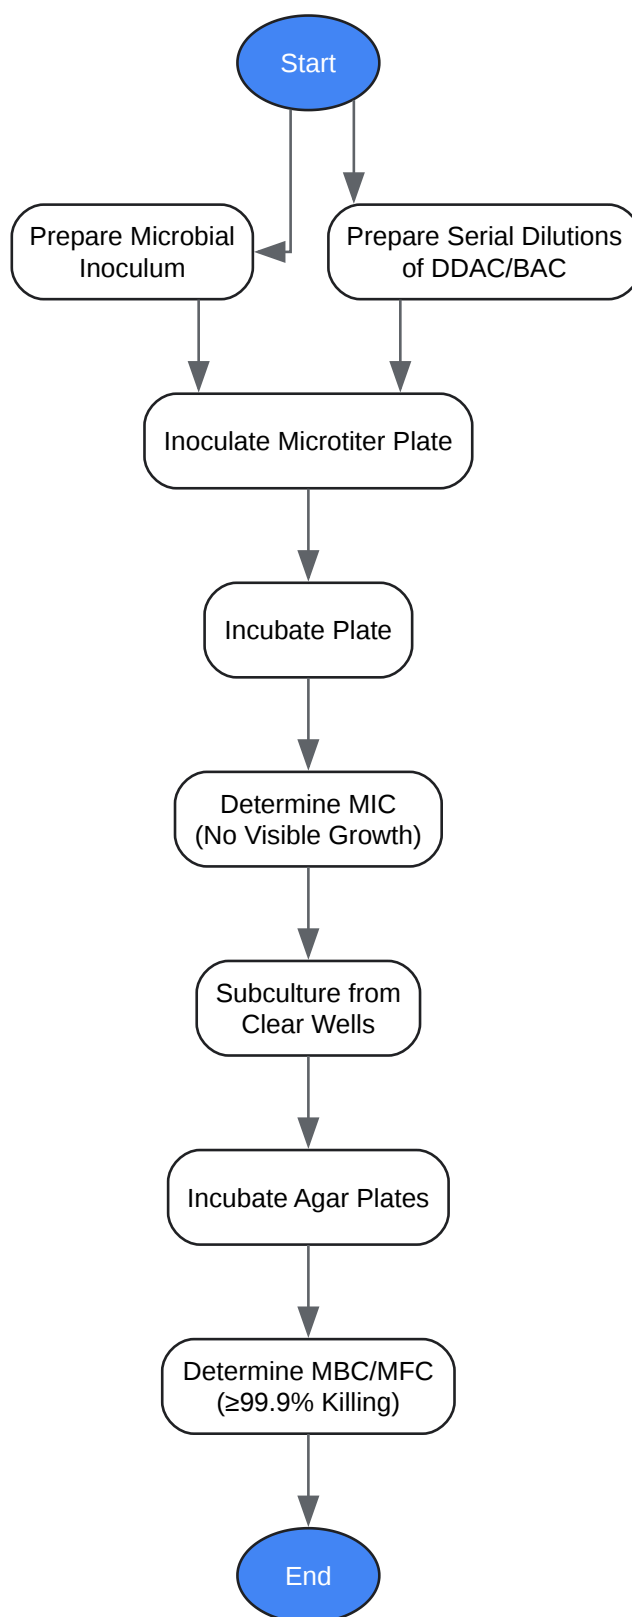 Start
Prepare Microbial
Inoculum
Prepare Serial Dilutions
of DDAC/BAC
Inoculate Microtiter Plate
Incubate Plate
Determine MIC
(No Visible Growth)
Subculture from
Clear Wells
Incubate Agar Plates
Determine MBC/MFC
(≥99.9% Killing)
End